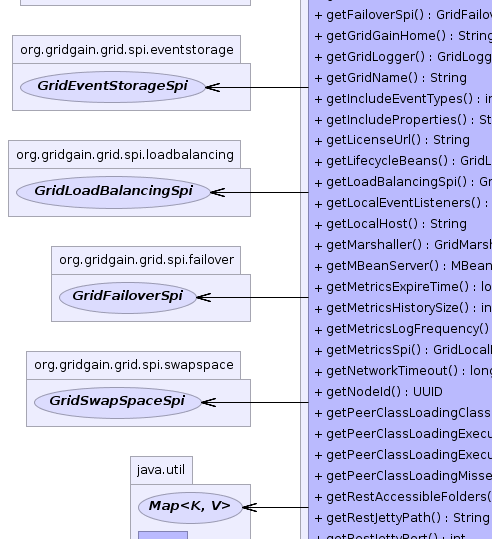 org.gridgain.grid.spi.eventstorage
GridEventStorageSpi
org.gridgain.grid.spi.loadbalancing
GridLoadBalancingSpi
org.gridgain.grid.spi.failover
GridFailoverSpi
org.gridgain.grid.spi.swapspace
GridSwapSpaceSpi
java.util
Map<K, V>
+ getFailoverSpi() : GridFailov
+ getGridGainHome() : String
+ getGridLogger() : GridLogg
+ getGridName() : String
+ getIncludeEventTypes() : in
+ getIncludeProperties() : St
+ getLicenseUrl() : String
+ getLifecycleBeans() : GridL
+ getLoadBalancingSpi() : Gr
+ getLocalEventListeners() :
+ getLocalHost() : String
+ getMarshaller() : GridMarsh
+ getMBeanServer() : MBean
+ getMetricsExpireTime() : lo
+ getMetricsHistorySize() : in
+ getMetricsLogFrequency()
+ getMetricsSpi() : GridLocal
+ getNetworkTimeout() : long
+ getNodeId() : UUID
+ getPeerClassLoadingClass
+ getPeerClassLoadingExecu
+ getPeerClassLoadingExecu
+ getPeerClassLoadingMisse
+ getRestAccessibleFolders(
+ getRestJettyPath() : String
+ getRestJettyPort() : int